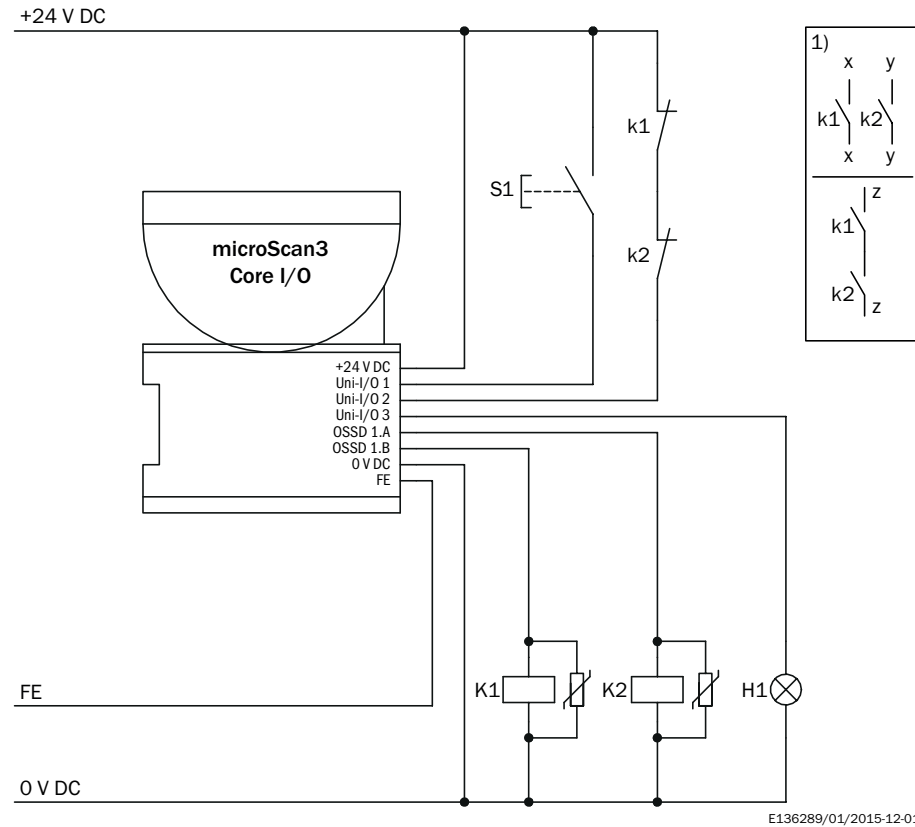 +24 V DC
1)
x y
k1 k2
x y
z
k1
k2
z
k1
S1
k2
microScan3
Core I/O
+24 V DC
Uni-I/O 1
Uni-I/O 2
Uni-I/O 3
OSSD 1.A
OSSD 1.B
0 V DC
FE
FE
K1
K2
H1
0 V DC
E136289/01/2015-12-01